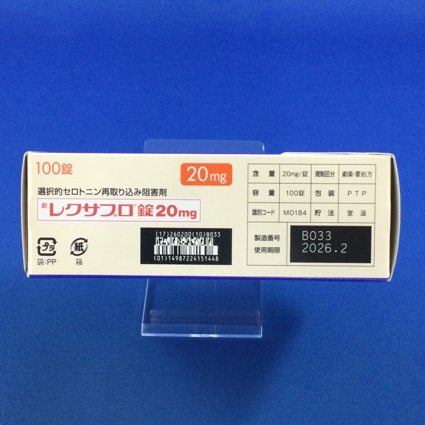 100錠
20mg
選択的セロトニン再取り込み阻害剤
劇 レクサプロ®錠20mg
プラ
袋:PP
紙
箱
(17)260200(10)B033
(01)14987224151448
含量 20mg/錠 規制区分 劇薬・要処方
容量 100錠 包装 PTP
識別コード MO184 貯法 室温
製造番号 B033
使用期限 2026.2